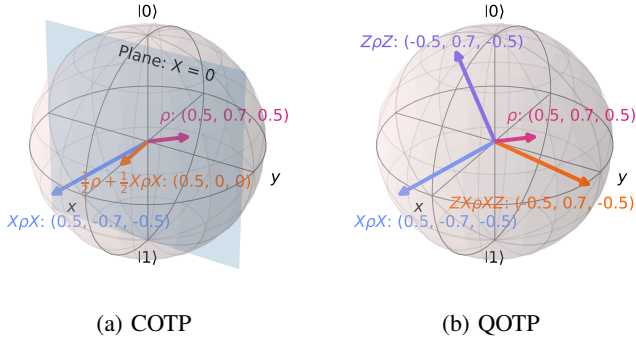 |0⟩
Plane: X = 0
ρ: (0.5, 0.7, 0.5)
½ρ + ½XρX: (0.5, 0, 0)
y
x
XρX: (0.5, -0.7, -0.5)
|1⟩
(a) COTP
|0⟩
ZρZ: (-0.5, 0.7, -0.5)
ρ: (0.5, 0.7, 0.5)
y
ZXρXZ: (-0.5, 0.7, -0.5)
x
XρX: (0.5, -0.7, -0.5)
|1⟩
(b) QOTP